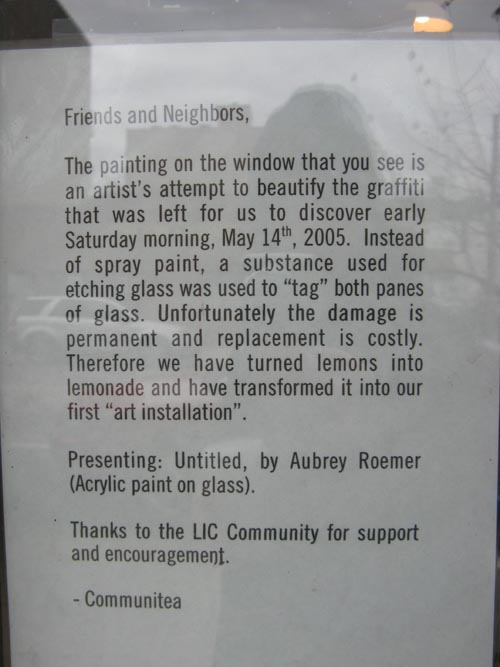 Friends and Neighbors,
The painting on the window that you see is
an artist's attempt to beautify the graffiti
that was left for us to discover early
Saturday morning, May 14th, 2005. Instead
of spray paint, a substance used for
etching glass was used to “tag” both panes
of glass. Unfortunately the damage is
permanent and replacement is costly.
Therefore we have turned lemons into
lemonade and have transformed it into our
first “art installation”.
Presenting: Untitled, by Aubrey Roemer
(Acrylic paint on glass).
Thanks to the LIC Community for support
and encouragement.
- Communitea